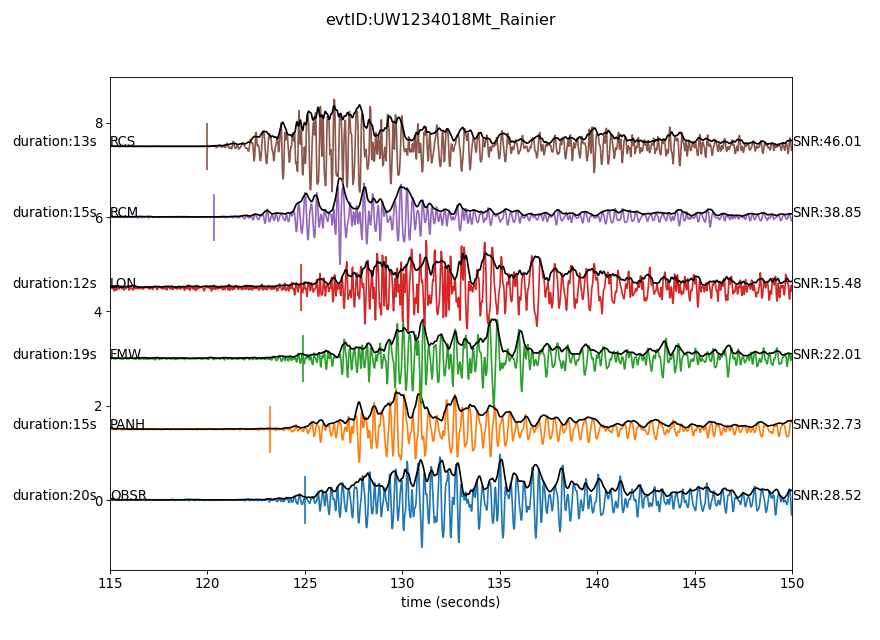 evtID:UW1234018Mt_Rainier
8
duration:13s RCS SNR:46.01
duration:15s RCM SNR:38.85
6
duration:12s LON SNR:15.48
4
duration:19s FMW SNR:22.01
2
duration:15s PANH SNR:32.73
duration:20s OBSR SNR:28.52
0
115 120 125 130 135 140 145 150
time (seconds)